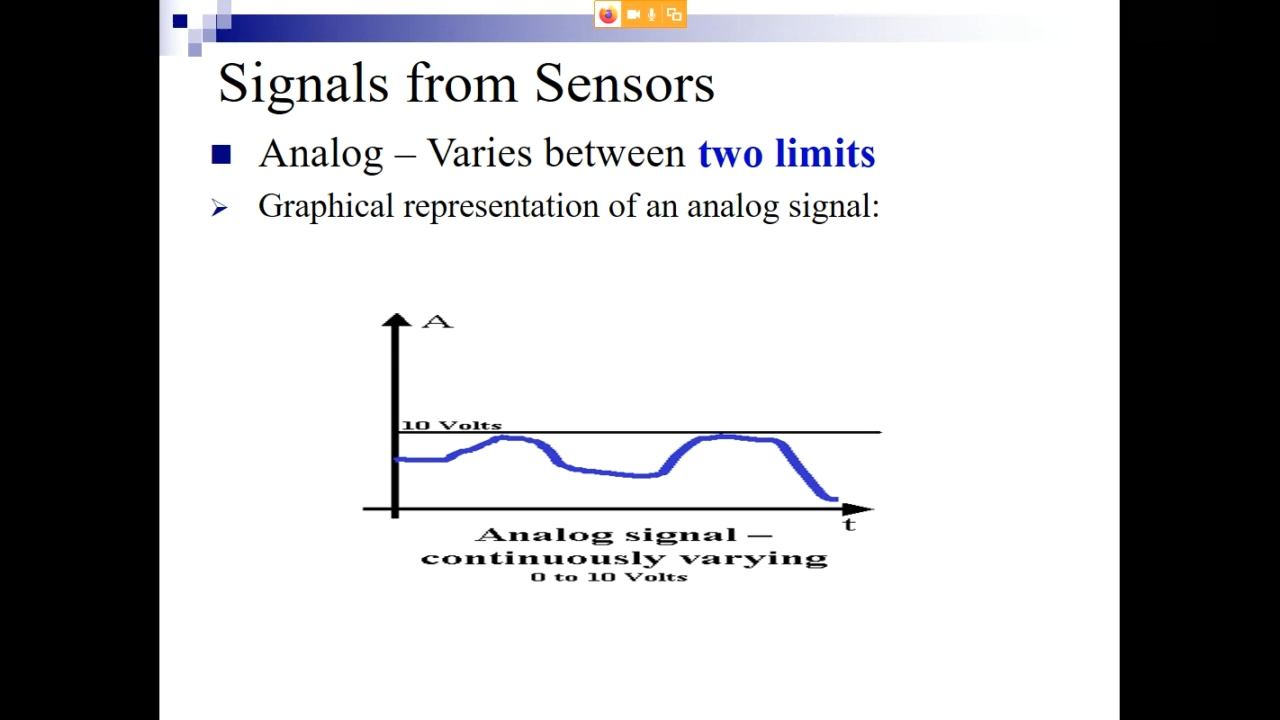 Signals from Sensors
Analog – Varies between two limits
Graphical representation of an analog signal:
A
10 Volts
t
Analog signal –
continuously varying
0 to 10 Volts